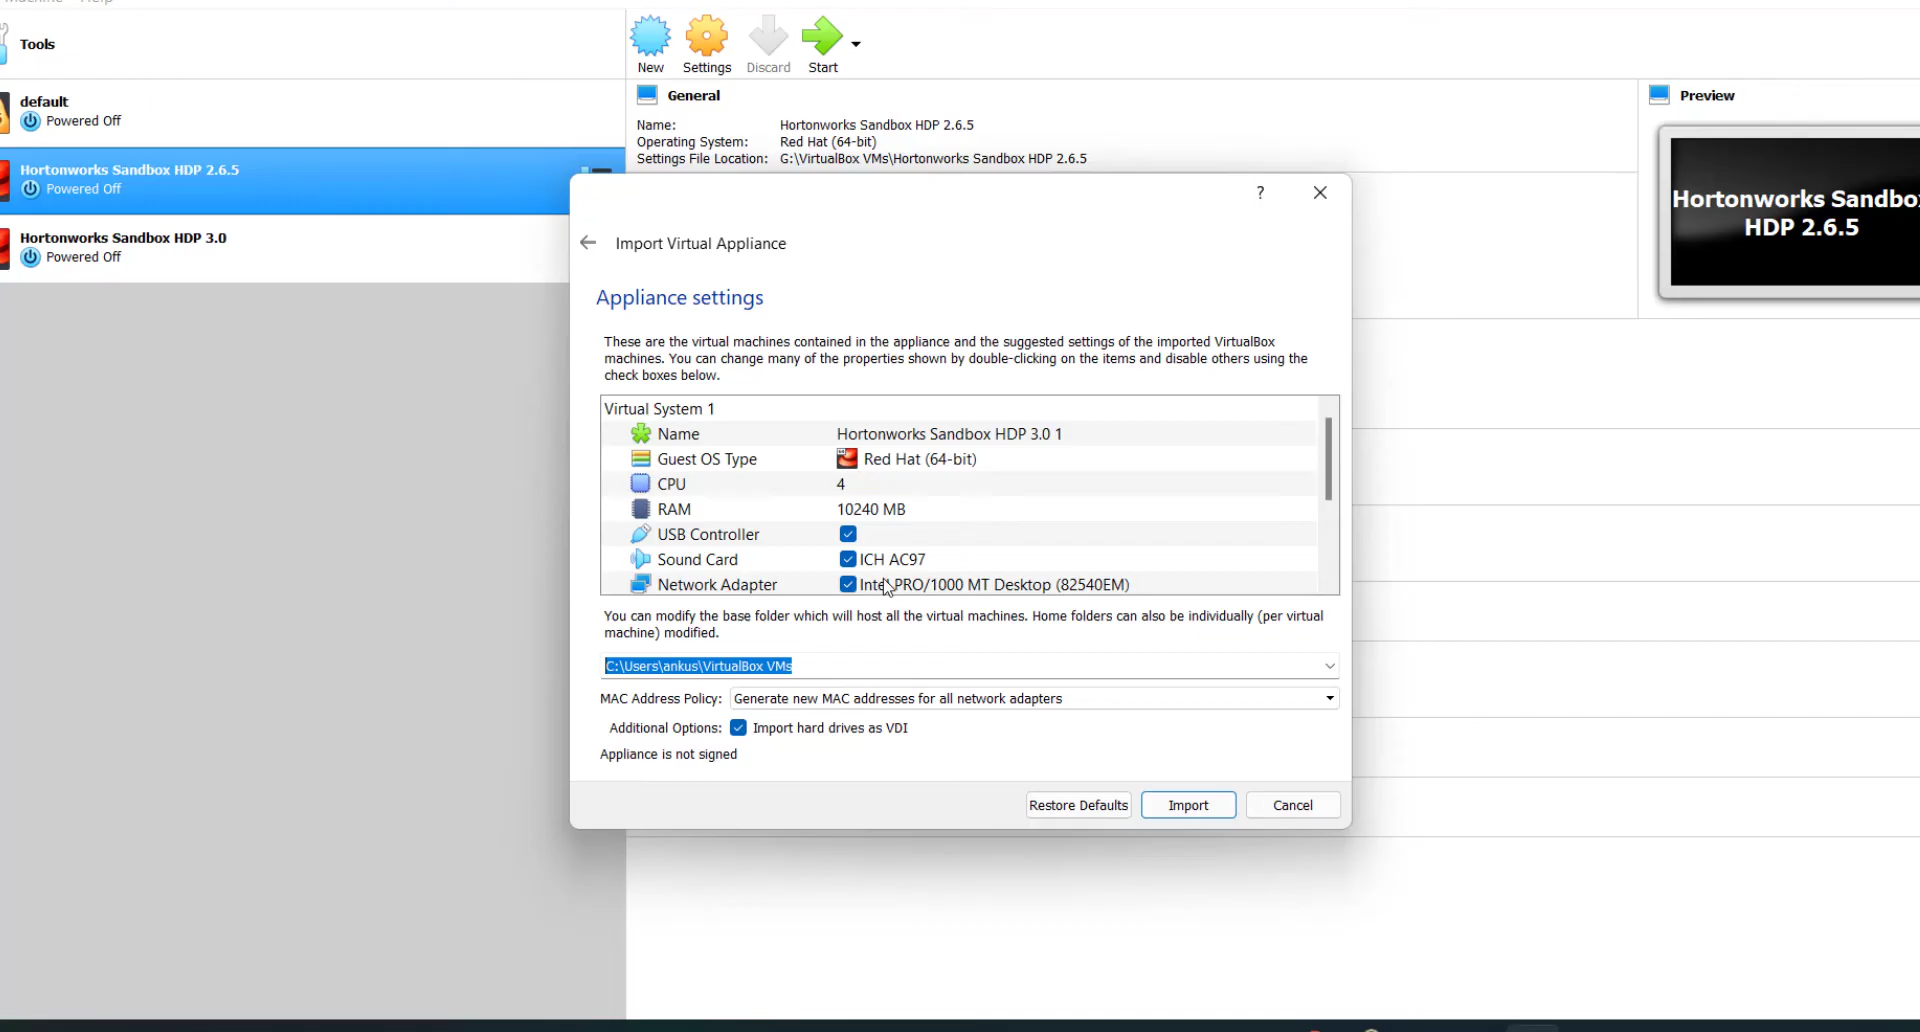 Machine Help
Tools
New
Settings
Discard
Start
default
Powered Off
Hortonworks Sandbox HDP 2.6.5
Powered Off
Hortonworks Sandbox HDP 3.0
Powered Off
General
Name: Hortonworks Sandbox HDP 2.6.5
Operating System: Red Hat (64-bit)
Settings File Location: G:\VirtualBox VMs\Hortonworks Sandbox HDP 2.6.5
Preview
Hortonworks Sandbo
HDP 2.6.5
?
Import Virtual Appliance
Appliance settings
These are the virtual machines contained in the appliance and the suggested settings of the imported VirtualBox
machines. You can change many of the properties shown by double-clicking on the items and disable others using the
check boxes below.
Virtual System 1
Name Hortonworks Sandbox HDP 3.0 1
Guest OS Type Red Hat (64-bit)
CPU 4
RAM 10240 MB
USB Controller
Sound Card ICH AC97
Network Adapter Intel PRO/1000 MT Desktop (82540EM)
You can modify the base folder which will host all the virtual machines. Home folders can also be individually (per virtual
machine) modified.
C:\Users\ankus\VirtualBox VMs
MAC Address Policy: Generate new MAC addresses for all network adapters
Additional Options: Import hard drives as VDI
Appliance is not signed
Restore Defaults
Import
Cancel